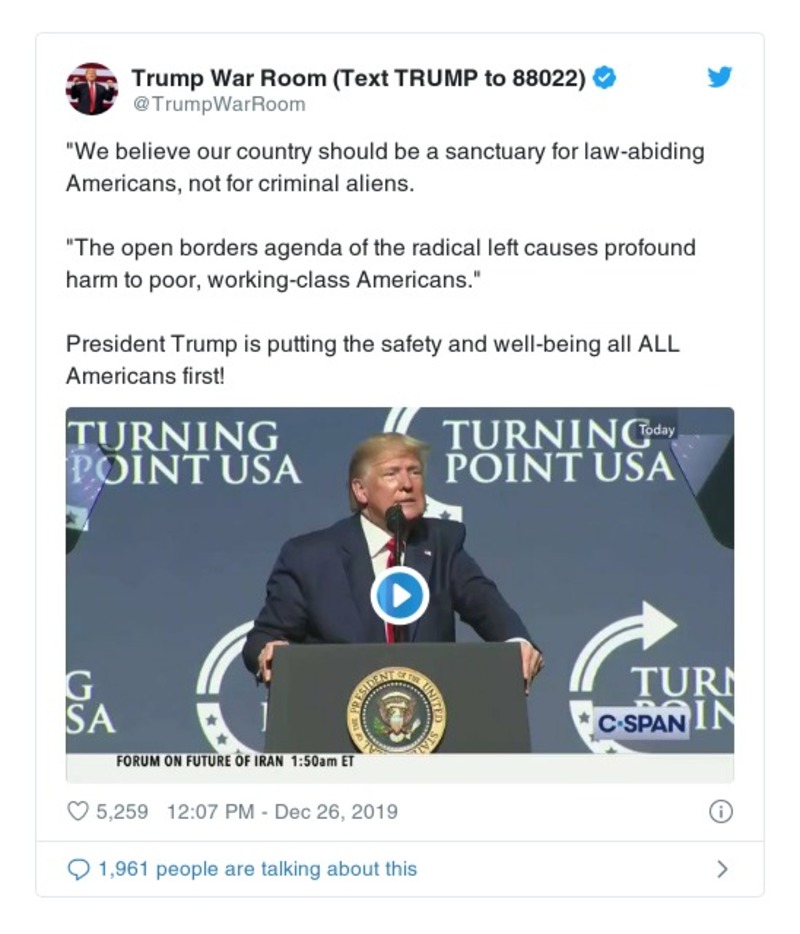 Trump War Room (Text TRUMP to 88022)
@TrumpWarRoom
"We believe our country should be a sanctuary for law-abiding
Americans, not for criminal aliens.
"The open borders agenda of the radical left causes profound
harm to poor, working-class Americans."
President Trump is putting the safety and well-being all ALL
Americans first!
TURNING
POINT USA
TURNING
POINT USA
Today
PRESIDENT OF THE UNITED STATES
G
SA
TURN
POIN
C-SPAN
FORUM ON FUTURE OF IRAN 1:50am ET
5,259 12:07 PM - Dec 26, 2019
1,961 people are talking about this